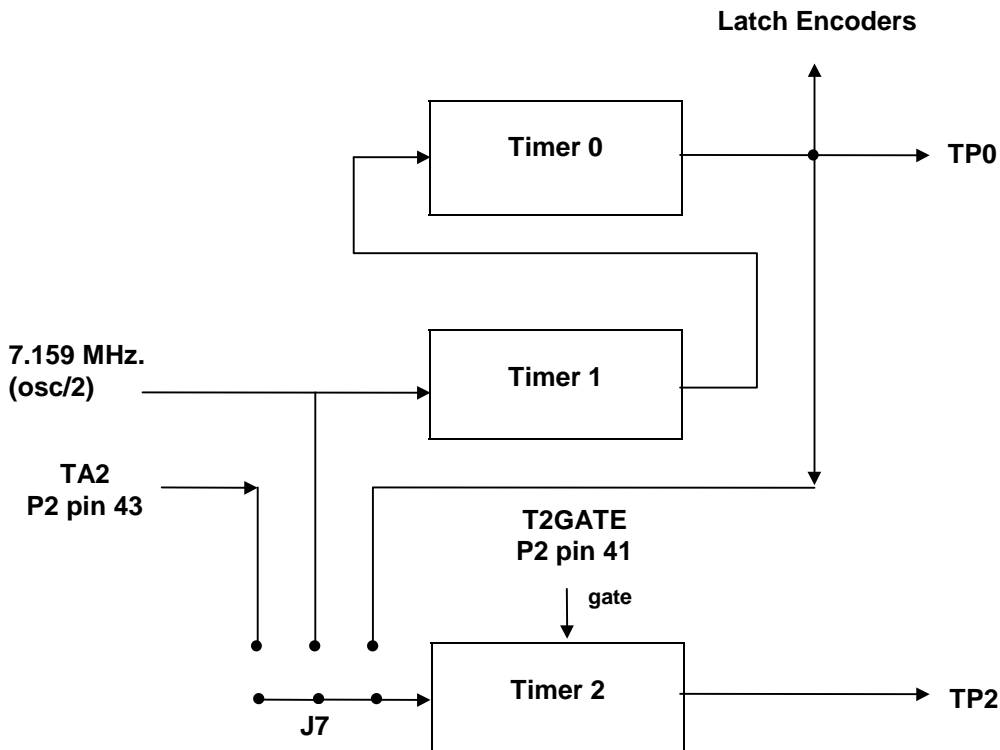 Latch Encoders
Timer 0
TP0
7.159 MHz.
(osc/2)
Timer 1
TA2
P2 pin 43
T2GATE
P2 pin 41
gate
Timer 2
TP2
J7